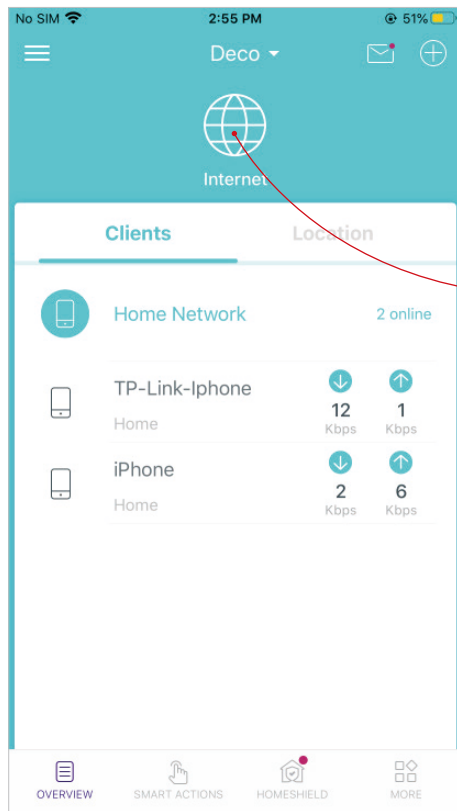 No SIM 2:55 PM 51%
Deco
Internet
Clients Location
Home Network 2 online
TP-Link-Iphone
12 1
Home Kbps Kbps
iPhone
2 6
Home Kbps Kbps
OVERVIEW SMART ACTIONS HOMESHIELD MORE